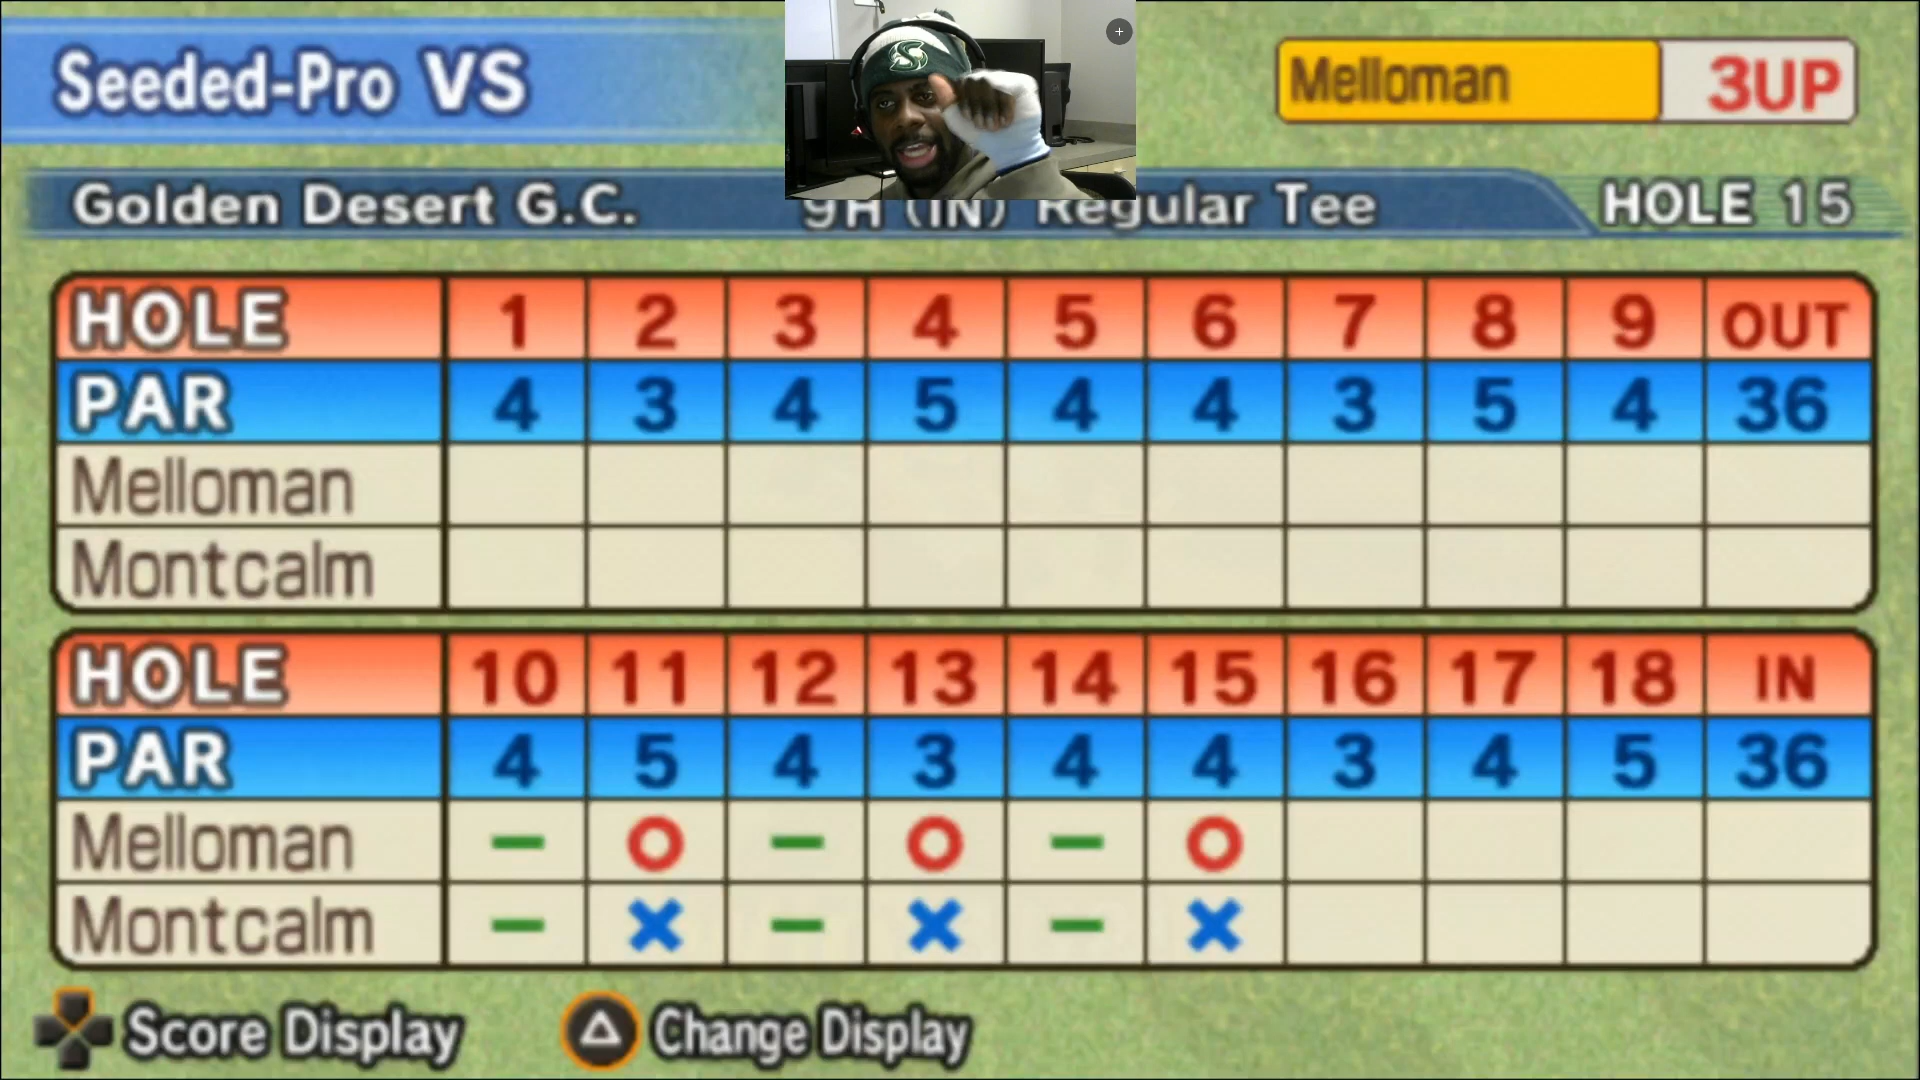 Seeded-Pro VS
Melloman 3UP
Golden Desert G.C. 9H (IN) Regular Tee HOLE 15
HOLE 1 2 3 4 5 6 7 8 9 OUT
PAR 4 3 4 5 4 4 3 5 4 36
Melloman
Montcalm
HOLE 10 11 12 13 14 15 16 17 18 IN
PAR 4 5 4 3 4 4 3 4 5 36
Melloman – O – O – O
Montcalm – X – X – X
Score Display Change Display